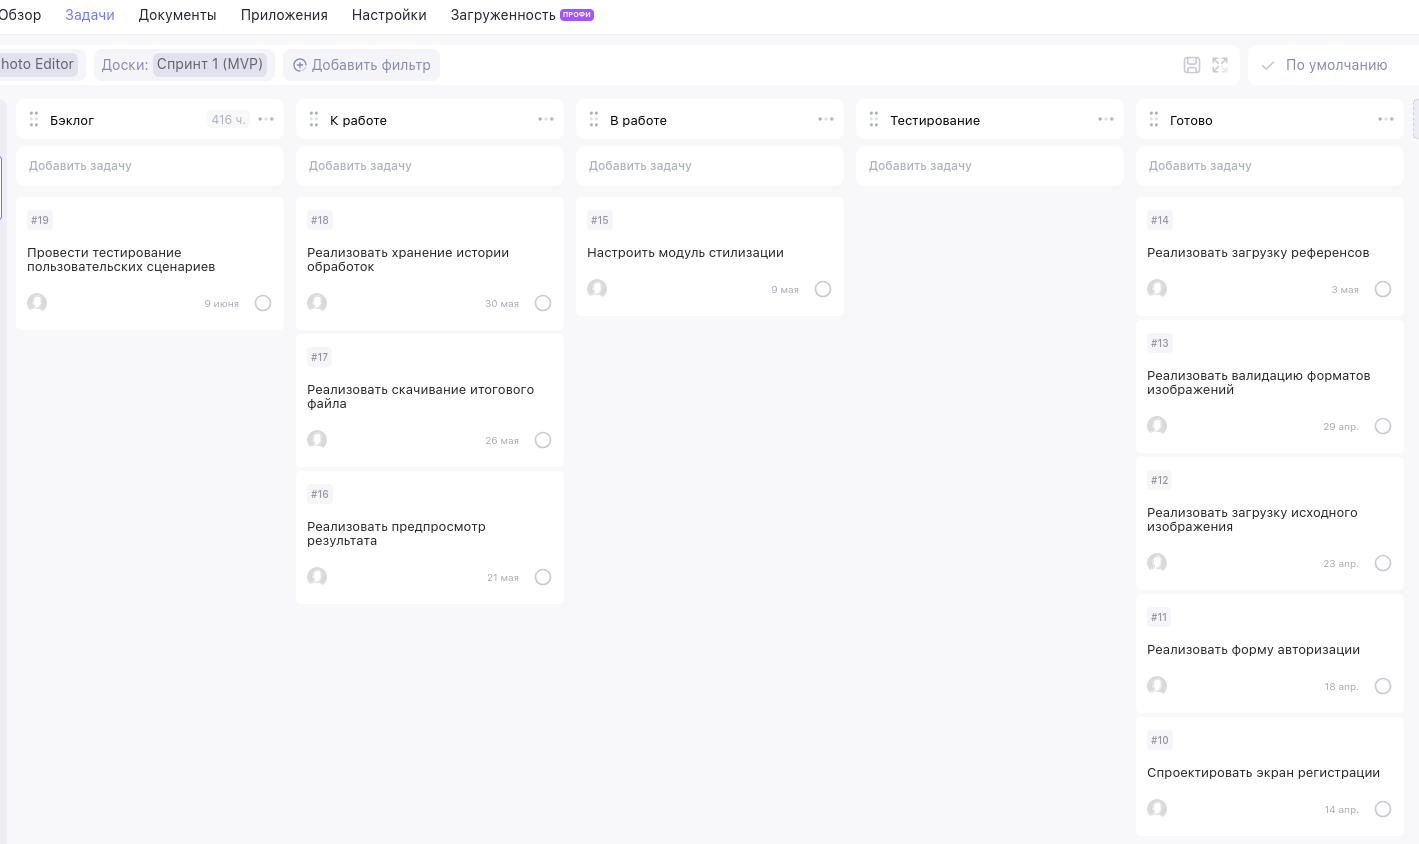 Обзор Задачи Документы Приложения Настройки Загруженность ПРОФИ
hoto Editor Доски: Спринт 1 (MVP) Добавить фильтр По умолчанию
Бэклог 416 ч.
Добавить задачу
#19
Провести тестирование
пользовательских сценариев
9 июня
К работе
Добавить задачу
#18
Реализовать хранение истории
обработок
30 мая
#17
Реализовать скачивание итогового
файла
26 мая
#16
Реализовать предпросмотр
результата
21 мая
В работе
Добавить задачу
#15
Настроить модуль стилизации
9 мая
Тестирование
Добавить задачу
Готово
Добавить задачу
#14
Реализовать загрузку референсов
3 мая
#13
Реализовать валидацию форматов
изображений
29 апр.
#12
Реализовать загрузку исходного
изображения
23 апр.
#11
Реализовать форму авторизации
18 апр.
#10
Спроектировать экран регистрации
14 апр.